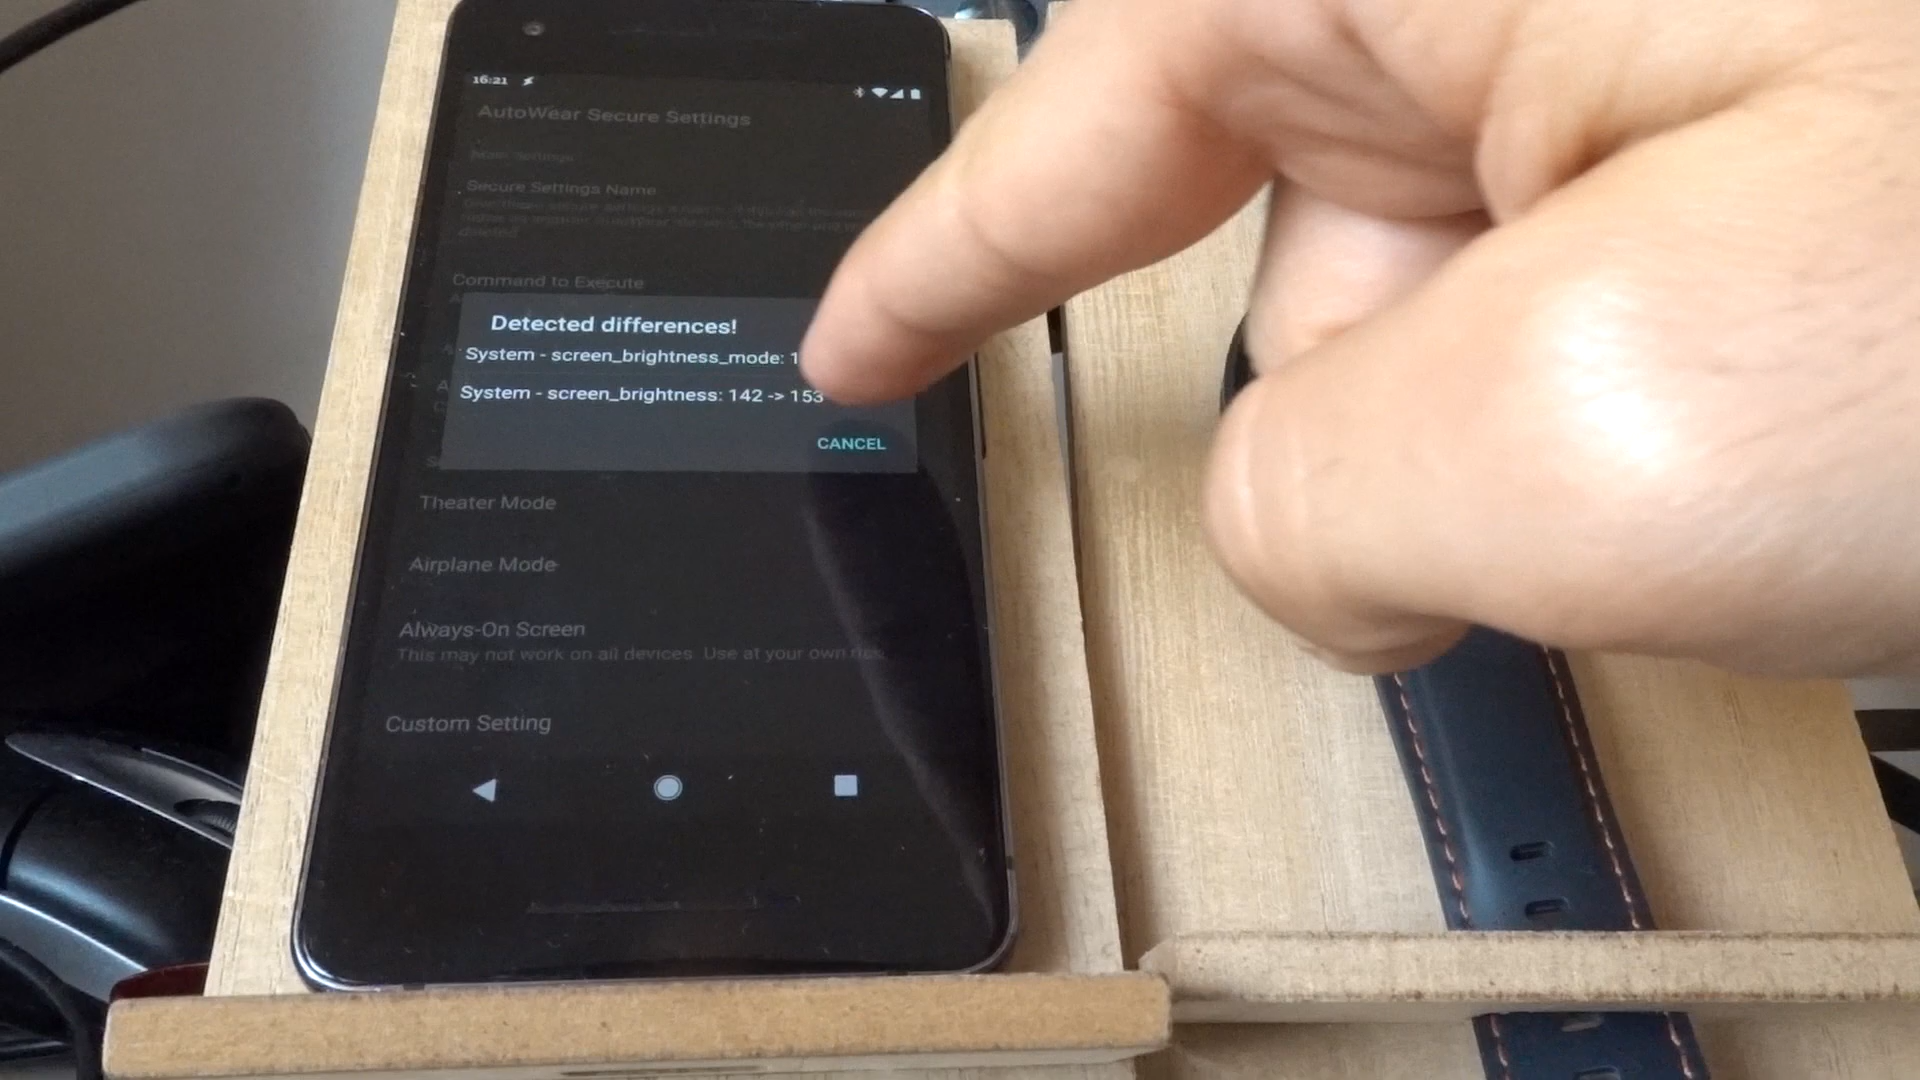 16:21
AutoWear Secure Settings
Main Settings
Secure Settings Name
Command to Execute
Detected differences!
System - screen_brightness_mode: 1
System - screen_brightness: 142 -> 153
CANCEL
Theater Mode
Airplane Mode
Always-On Screen
This may not work on all devices. Use at your own
Custom Setting